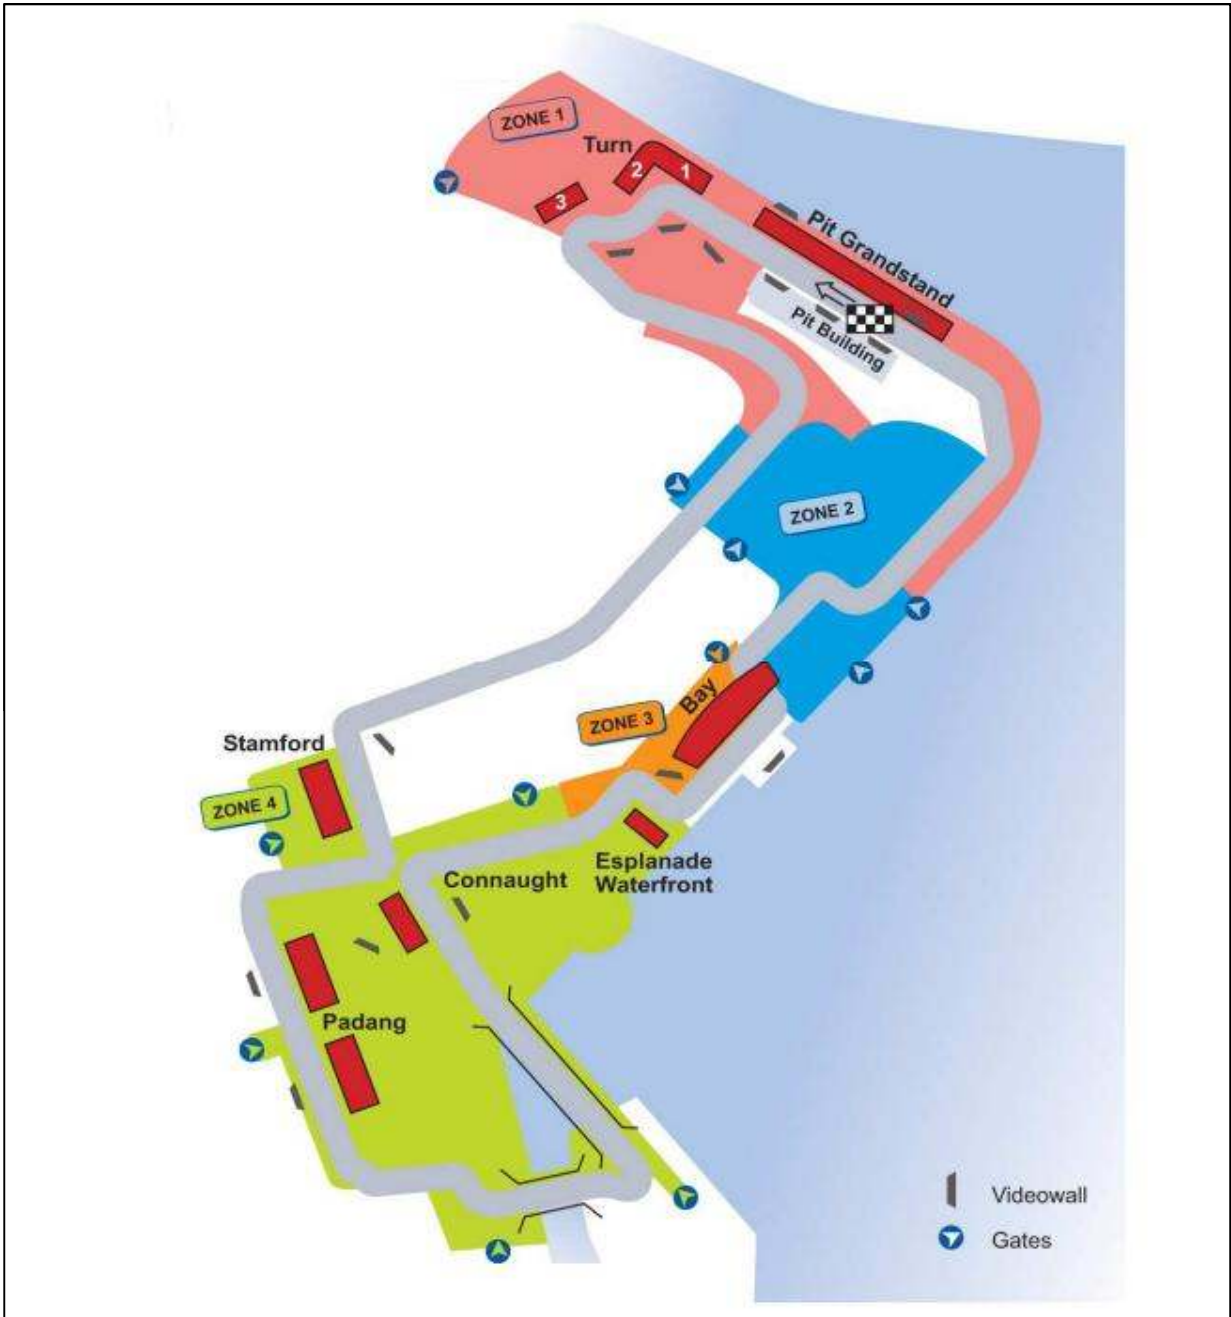 ZONE 1
Turn
2
1
3
Pit Grandstand
Pit Building
ZONE 2
Bay
ZONE 3
Stamford
ZONE 4
Esplanade
Waterfront
Connaught
Padang
Videowall
Gates